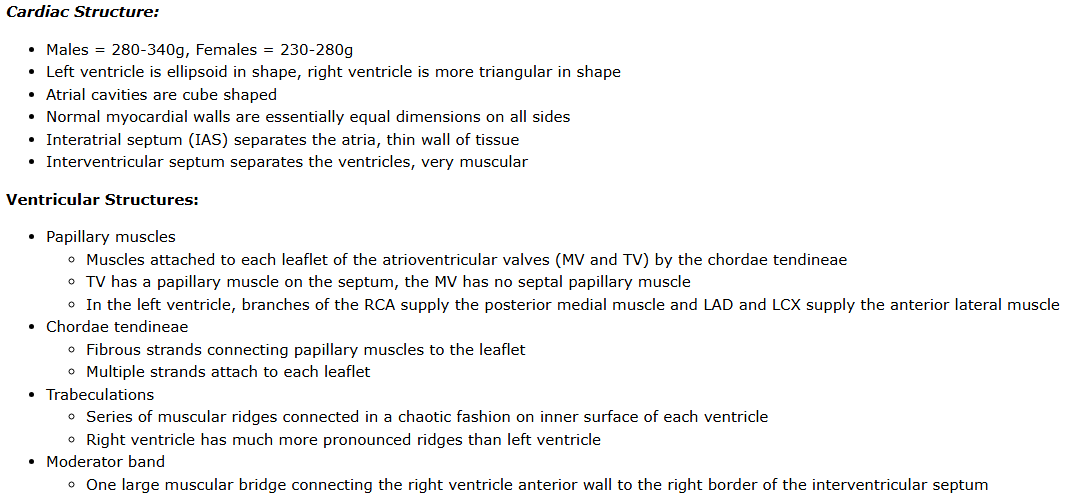 Cardiac Structure:
• Males = 280-340g, Females = 230-280g
• Left ventricle is ellipsoid in shape, right ventricle is more triangular in shape
• Atrial cavities are cube shaped
• Normal myocardial walls are essentially equal dimensions on all sides
• Interatrial septum (IAS) separates the atria, thin wall of tissue
• Interventricular septum separates the ventricles, very muscular
Ventricular Structures:
• Papillary muscles
◦ Muscles attached to each leaflet of the atrioventricular valves (MV and TV) by the chordae tendineae
◦ TV has a papillary muscle on the septum, the MV has no septal papillary muscle
◦ In the left ventricle, branches of the RCA supply the posterior medial muscle and LAD and LCX supply the anterior lateral muscle
• Chordae tendineae
◦ Fibrous strands connecting papillary muscles to the leaflet
◦ Multiple strands attach to each leaflet
• Trabeculations
◦ Series of muscular ridges connected in a chaotic fashion on inner surface of each ventricle
◦ Right ventricle has much more pronounced ridges than left ventricle
• Moderator band
◦ One large muscular bridge connecting the right ventricle anterior wall to the right border of the interventricular septum